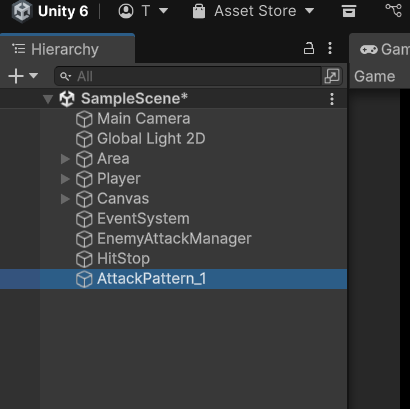 Unity 6 T Asset Store
Hierarchy Gam
All Game
SampleScene*
Main Camera
Global Light 2D
Area
Player
Canvas
EventSystem
EnemyAttackManager
HitStop
AttackPattern_1